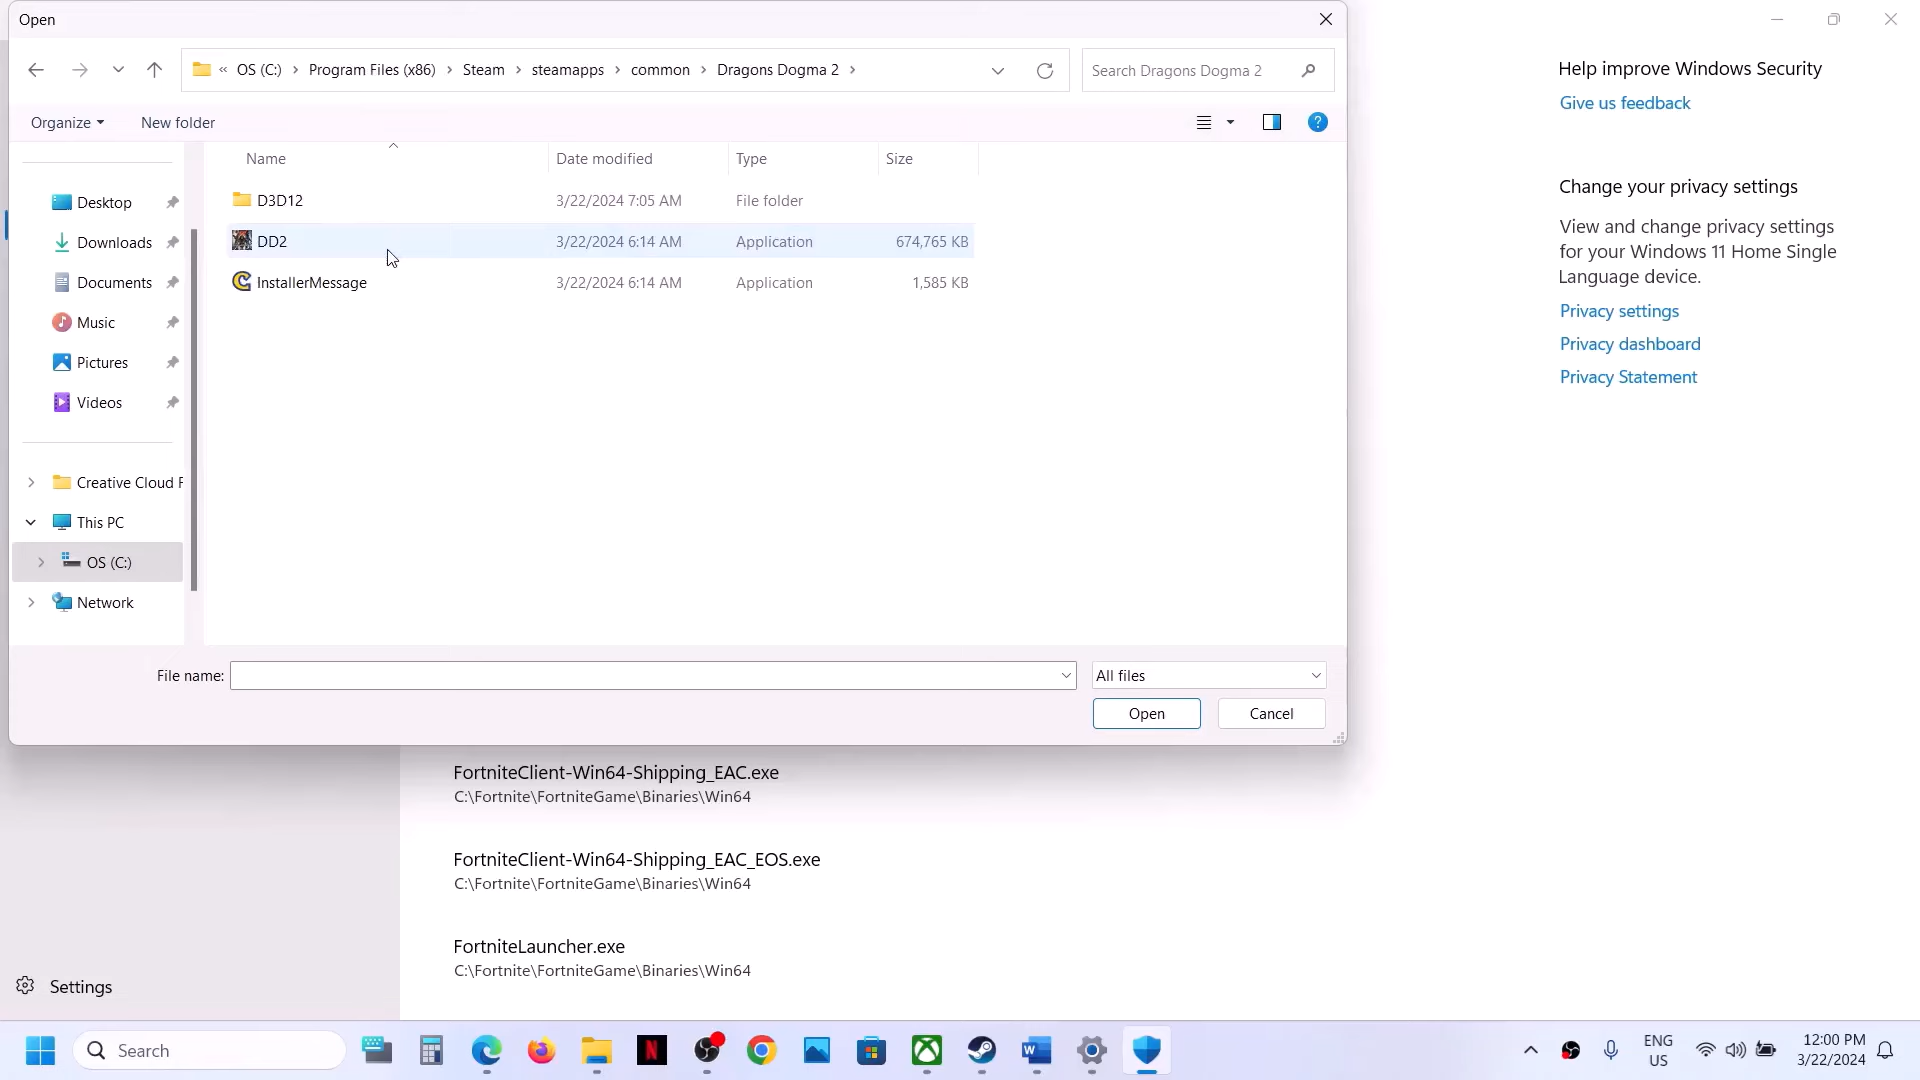 Open
« OS (C:) › Program Files (x86) › Steam › steamapps › common › Dragons Dogma 2 ›
Search Dragons Dogma 2
Organize
New folder
Name
Date modified
Type
Size
D3D12
3/22/2024 7:05 AM
File folder
DD2
3/22/2024 6:14 AM
Application
674,765 KB
InstallerMessage
3/22/2024 6:14 AM
Application
1,585 KB
Desktop
Downloads
Documents
Music
Pictures
Videos
Creative Cloud F
This PC
OS (C:)
Network
File name:
All files
Open
Cancel
Help improve Windows Security
Give us feedback
Change your privacy settings
View and change privacy settings
for your Windows 11 Home Single
Language device.
Privacy settings
Privacy dashboard
Privacy Statement
FortniteClient-Win64-Shipping_EAC.exe
C:\Fortnite\FortniteGame\Binaries\Win64
FortniteClient-Win64-Shipping_EAC_EOS.exe
C:\Fortnite\FortniteGame\Binaries\Win64
FortniteLauncher.exe
C:\Fortnite\FortniteGame\Binaries\Win64
Settings
Search
ENG
US
12:00 PM
3/22/2024